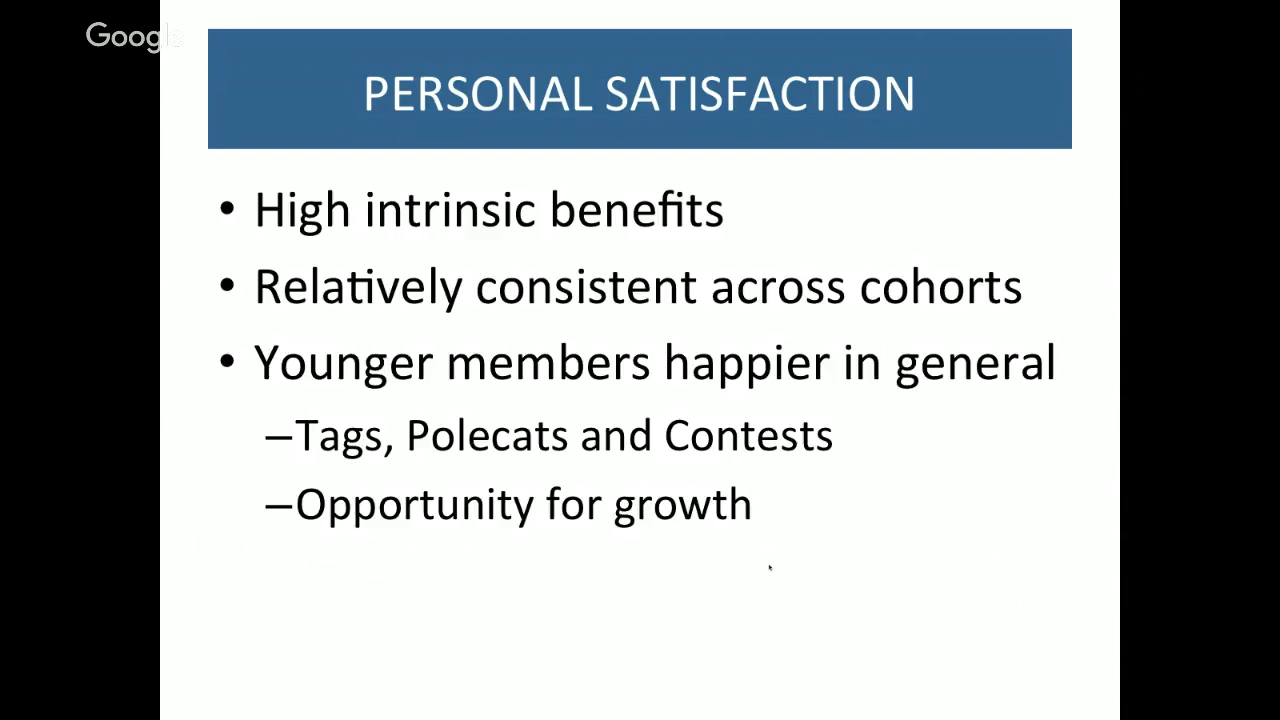 Google
PERSONAL SATISFACTION
• High intrinsic benefits
• Relatively consistent across cohorts
• Younger members happier in general
–Tags, Polecats and Contests
–Opportunity for growth